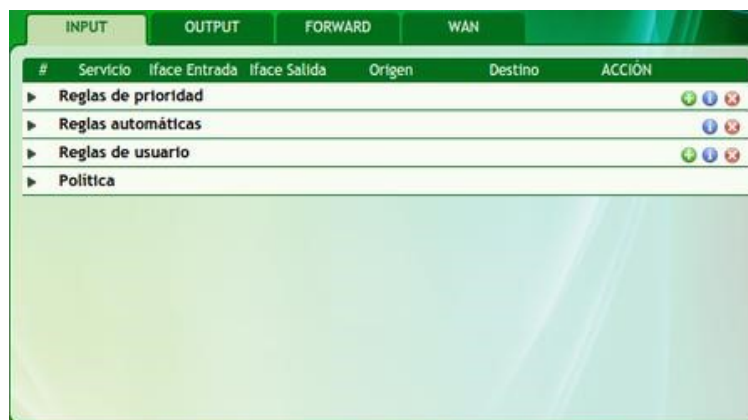 INPUT OUTPUT FORWARD WAN
# Servicio Iface Entrada Iface Salida Origen Destino ACCIÓN
Reglas de prioridad
Reglas automáticas
Reglas de usuario
Política